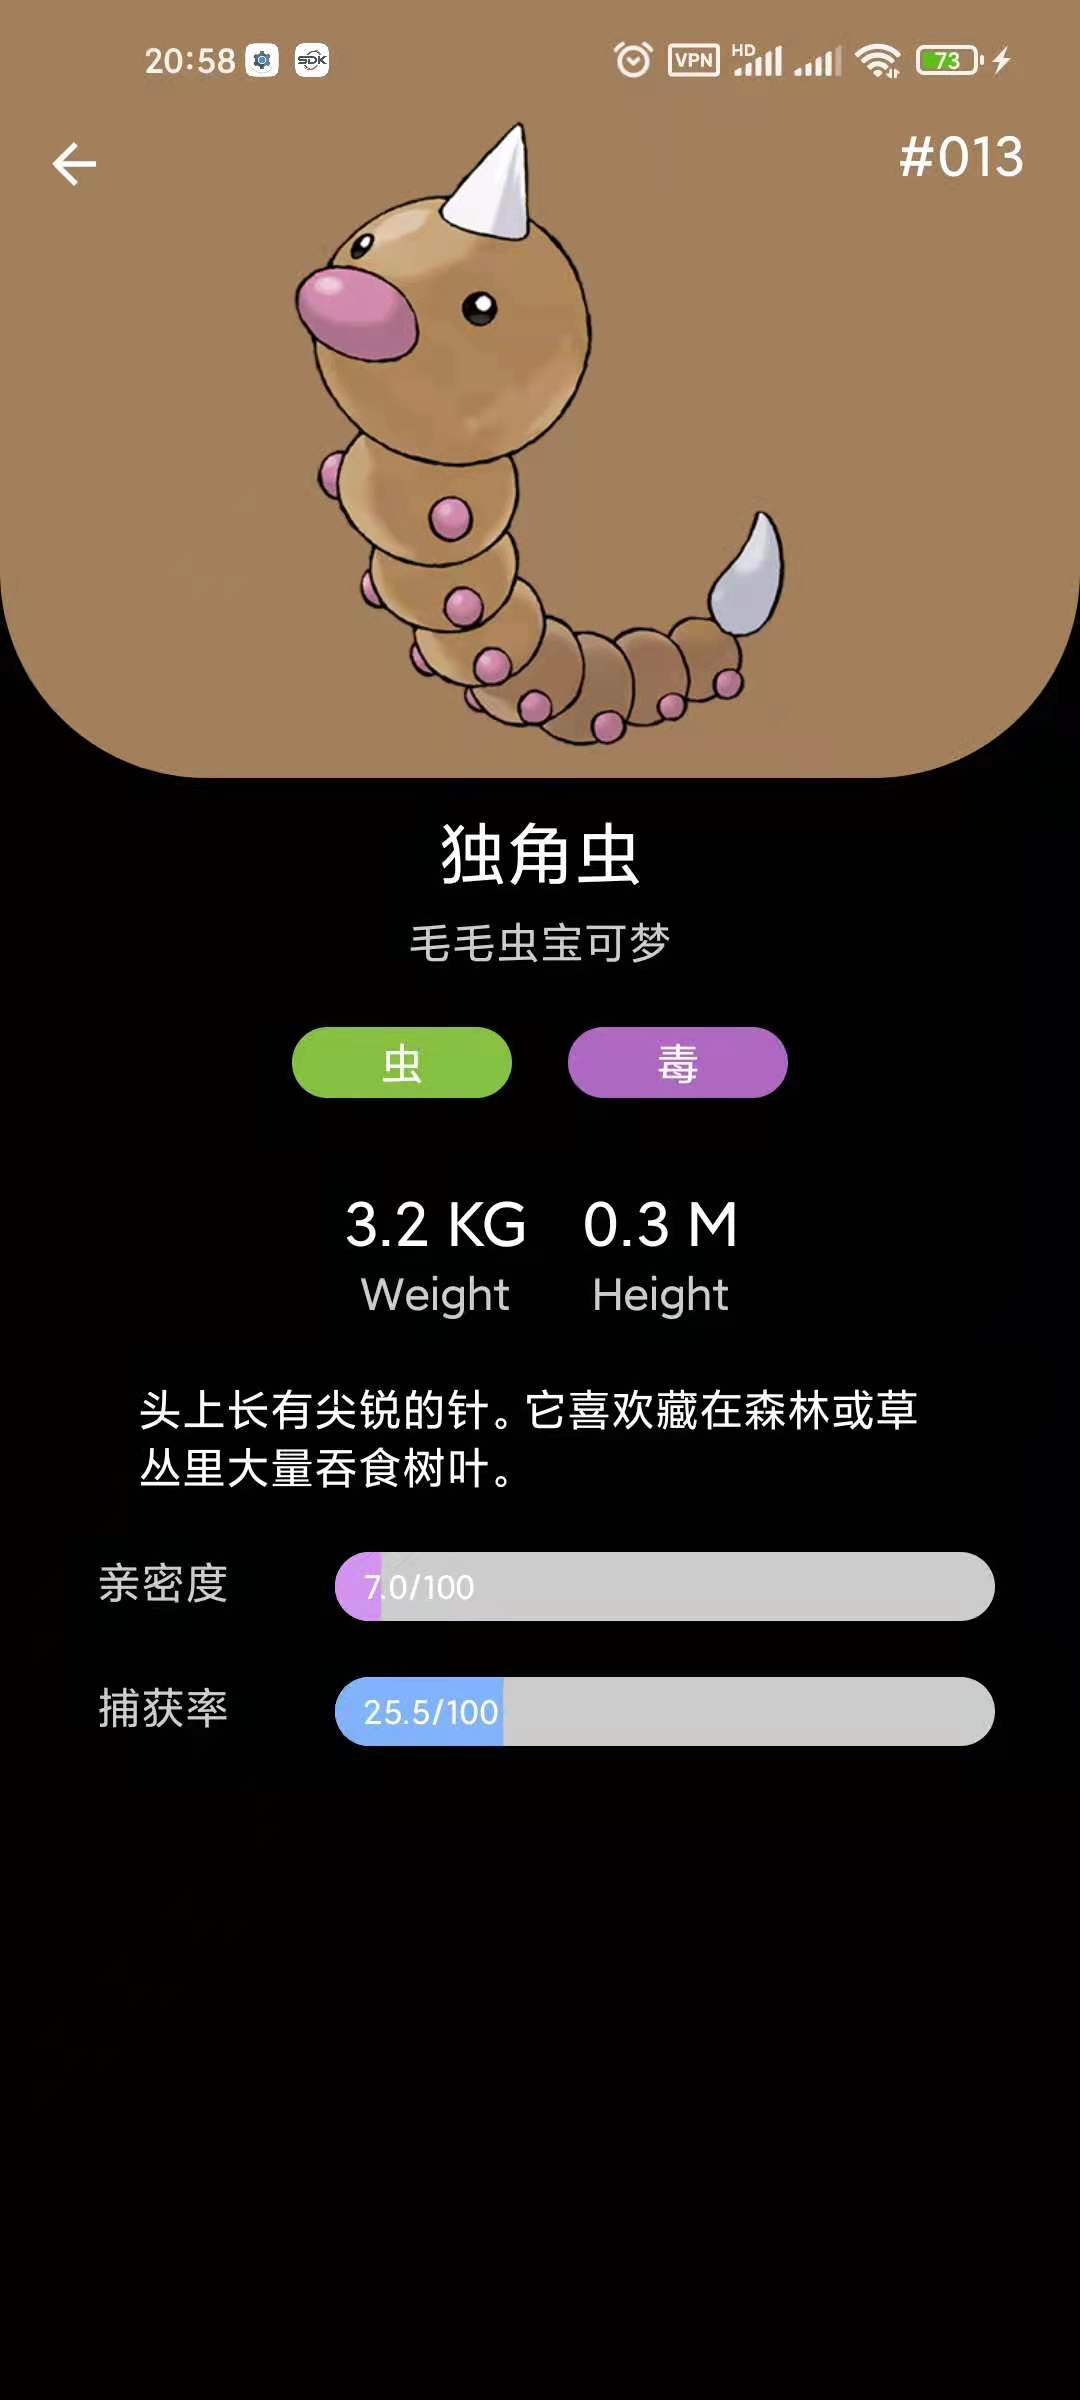 20:58 SDK VPN HD 73
#013
独角虫
毛毛虫宝可梦
虫 毒
3.2 KG 0.3 M
Weight Height
头上长有尖锐的针。它喜欢藏在森林或草
丛里大量吞食树叶。
亲密度 7.0/100
捕获率 25.5/100